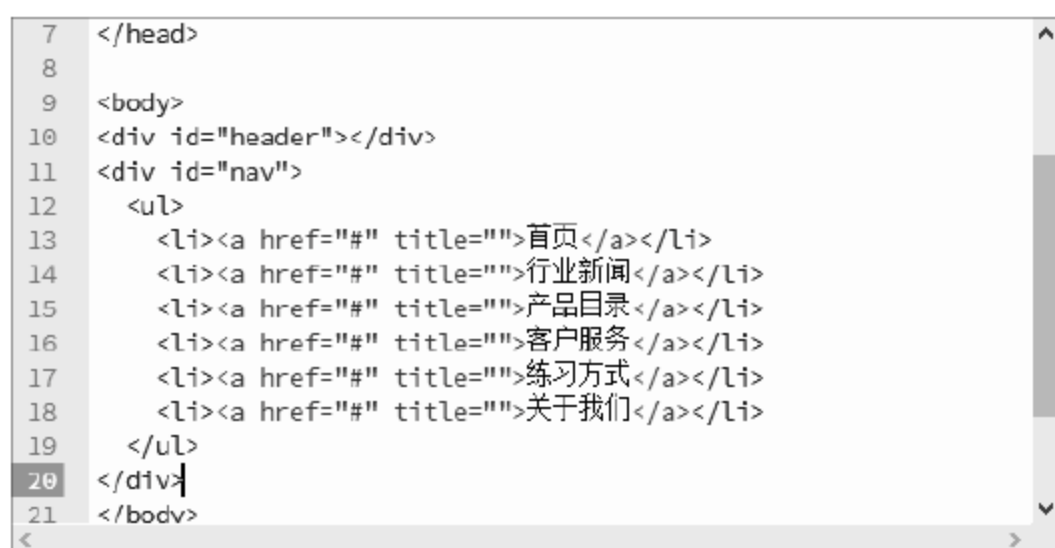 7 </head>
8
9 <body>
10 <div id="header"></div>
11 <div id="nav">
12 <ul>
13 <li><a href="#" title="">首页</a></li>
14 <li><a href="#" title="">行业新闻</a></li>
15 <li><a href="#" title="">产品目录</a></li>
16 <li><a href="#" title="">客户服务</a></li>
17 <li><a href="#" title="">练习方式</a></li>
18 <li><a href="#" title="">关于我们</a></li>
19 </ul>
20 </div>
21 </body>